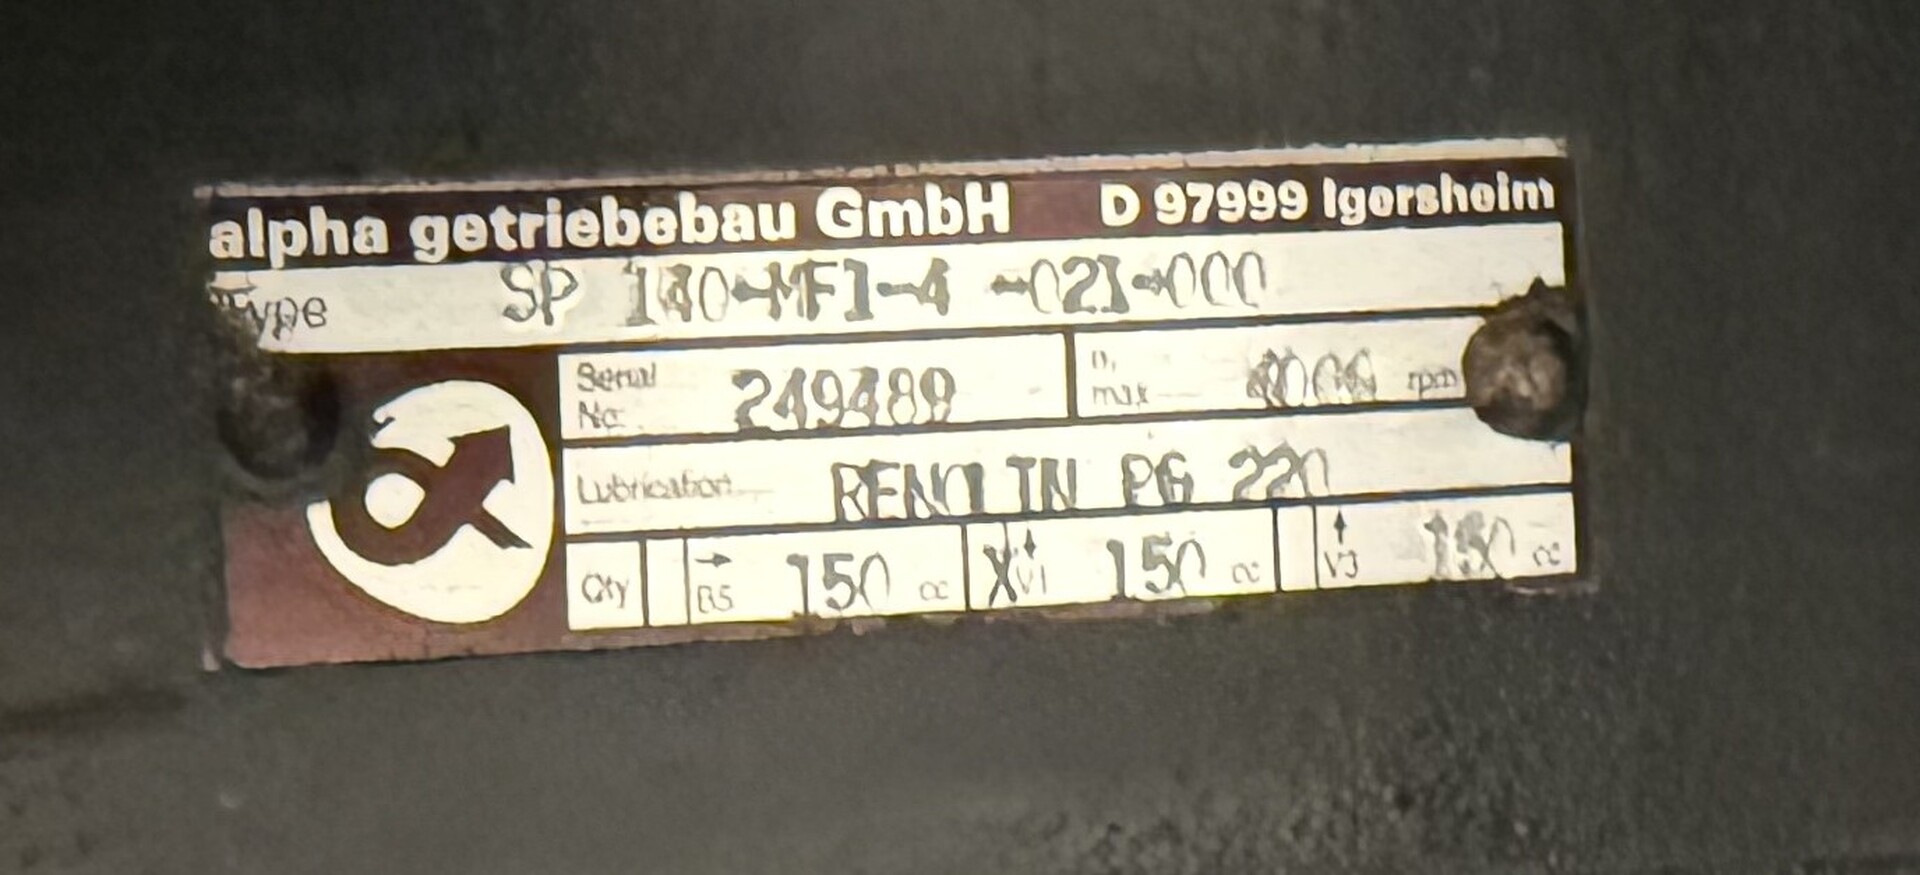 alpha getriebebau GmbH D 97999 Igersheim
Type SP 140-MF1-4 -021-000
Serial No. 249489 n, max rpm
Lubrication RENOLIN PG 220
Qty B5 150 cc X V1 150 cc V3 150 cc